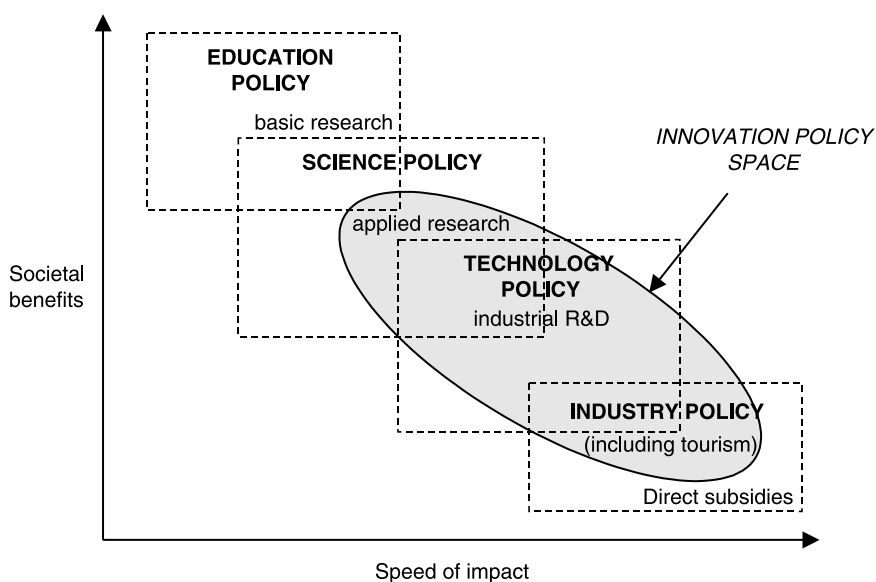 EDUCATION
POLICY
basic research
SCIENCE POLICY
INNOVATION POLICY
SPACE
applied research
TECHNOLOGY
POLICY
industrial R&D
Societal
benefits
INDUSTRY POLICY
(including tourism)
Direct subsidies
Speed of impact